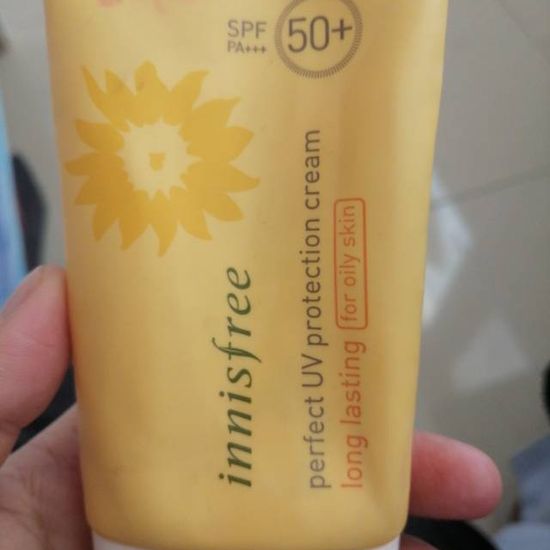 SPF
PA+++
50+
innisfree
perfect UV protection cream
long lasting for oily skin